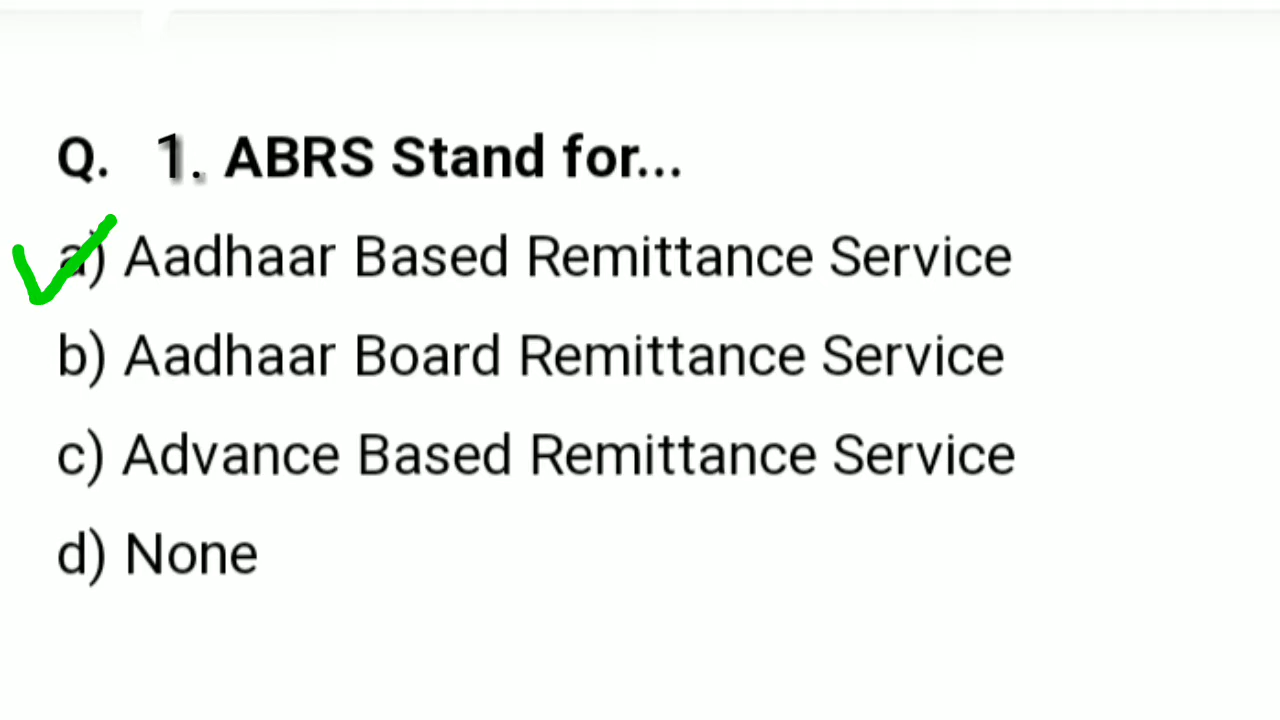 Q. 1. ABRS Stand for...
a) Aadhaar Based Remittance Service
b) Aadhaar Board Remittance Service
c) Advance Based Remittance Service
d) None